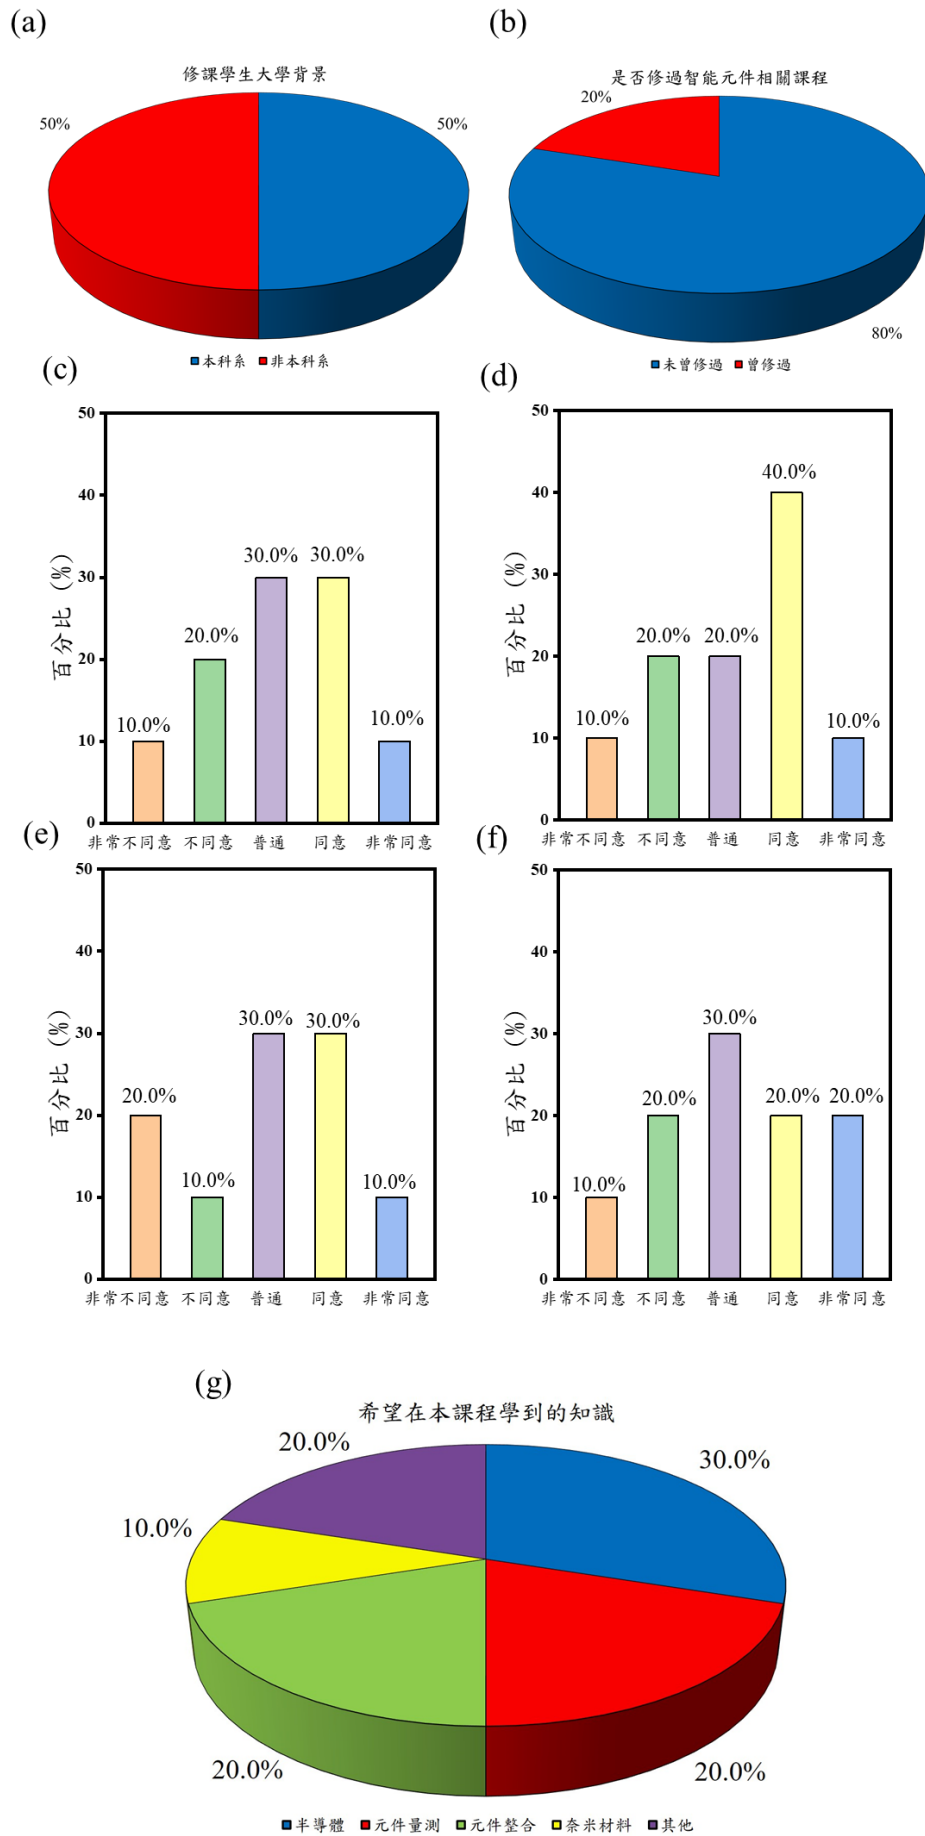 (a)
修課學生大學背景
50%
50%
本科系 非本科系
(b)
是否修過智能元件相關課程
20%
80%
未曾修過 曾修過
(c)
百分比 (%)
50
40
30
20
10
0
10.0%
20.0%
30.0%
30.0%
10.0%
非常不同意 不同意 普通 同意 非常同意
(d)
百分比 (%)
50
40
30
20
10
0
10.0%
20.0%
20.0%
40.0%
10.0%
非常不同意 不同意 普通 同意 非常同意
(e)
百分比 (%)
50
40
30
20
10
0
20.0%
10.0%
30.0%
30.0%
10.0%
非常不同意 不同意 普通 同意 非常同意
(f)
百分比 (%)
50
40
30
20
10
0
10.0%
20.0%
30.0%
20.0%
20.0%
非常不同意 不同意 普通 同意 非常同意
(g)
希望在本課程學到的知識
20.0%
30.0%
10.0%
20.0%
20.0%
半導體 元件量測 元件整合 奈米材料 其他